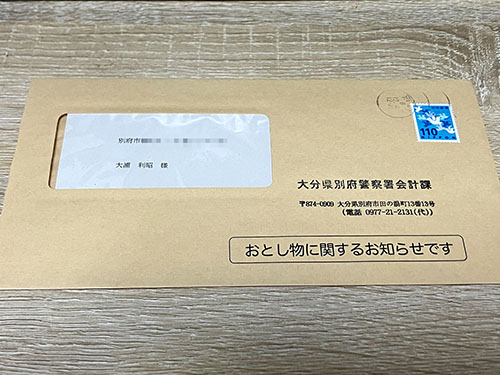 別府市
大浦 利昭 様
110
大分県別府警察署会計課
〒874-0909 大分県別府市田の湯町13番13号
(電話 0977-21-2131(代))
おとし物に関するお知らせです